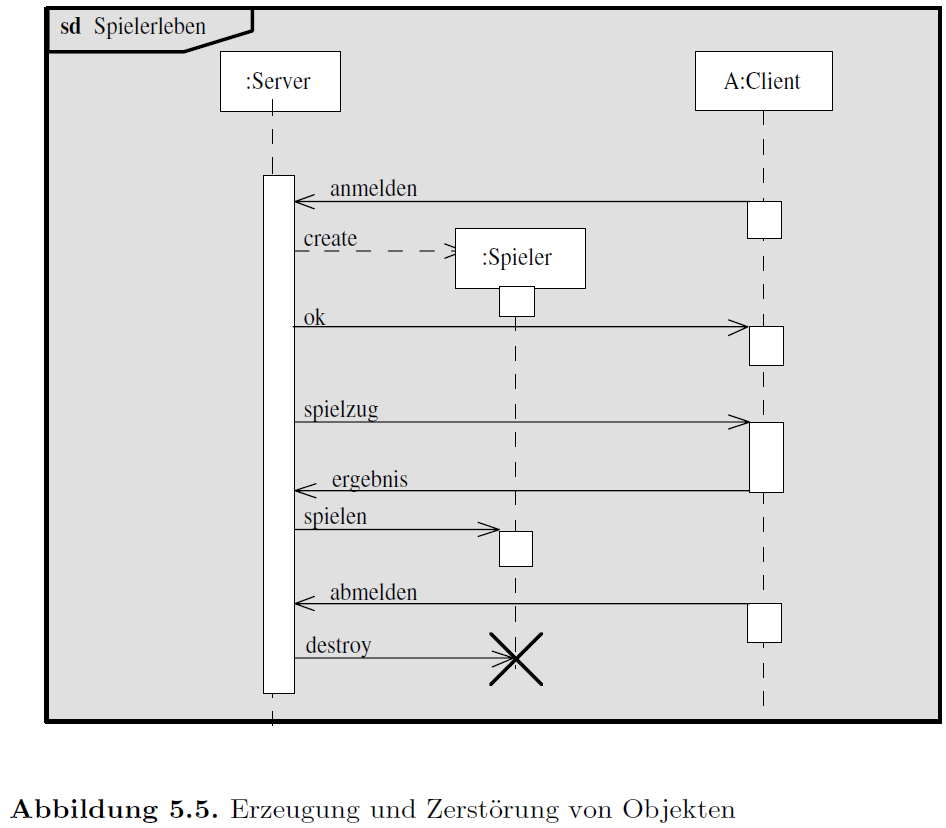 sd Spielerleben
:Server
A:Client
anmelden
create
:Spieler
ok
spielzug
ergebnis
spielen
abmelden
destroy
Abbildung 5.5. Erzeugung und Zerstörung von Objekten